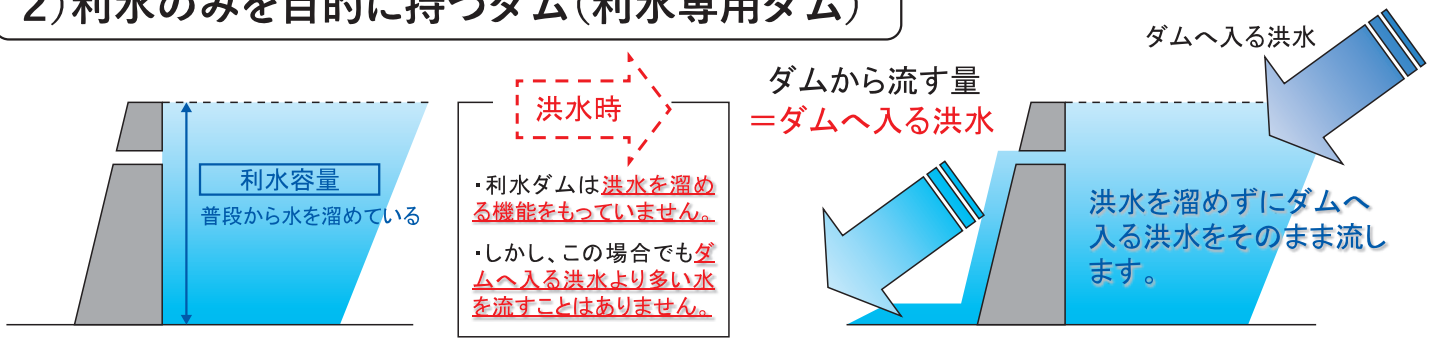 2)利水のみを目的に持つダム(利水専用ダム)
利水容量
普段から水を溜めている
洪水時
・利水ダムは洪水を溜め
る機能をもっていません。
・しかし、この場合でもダ
ムへ入る洪水より多い水
を流すことはありません。
ダムから流す量
=ダムへ入る洪水
ダムへ入る洪水
洪水を溜めずにダムへ
入る洪水をそのまま流し
ます。